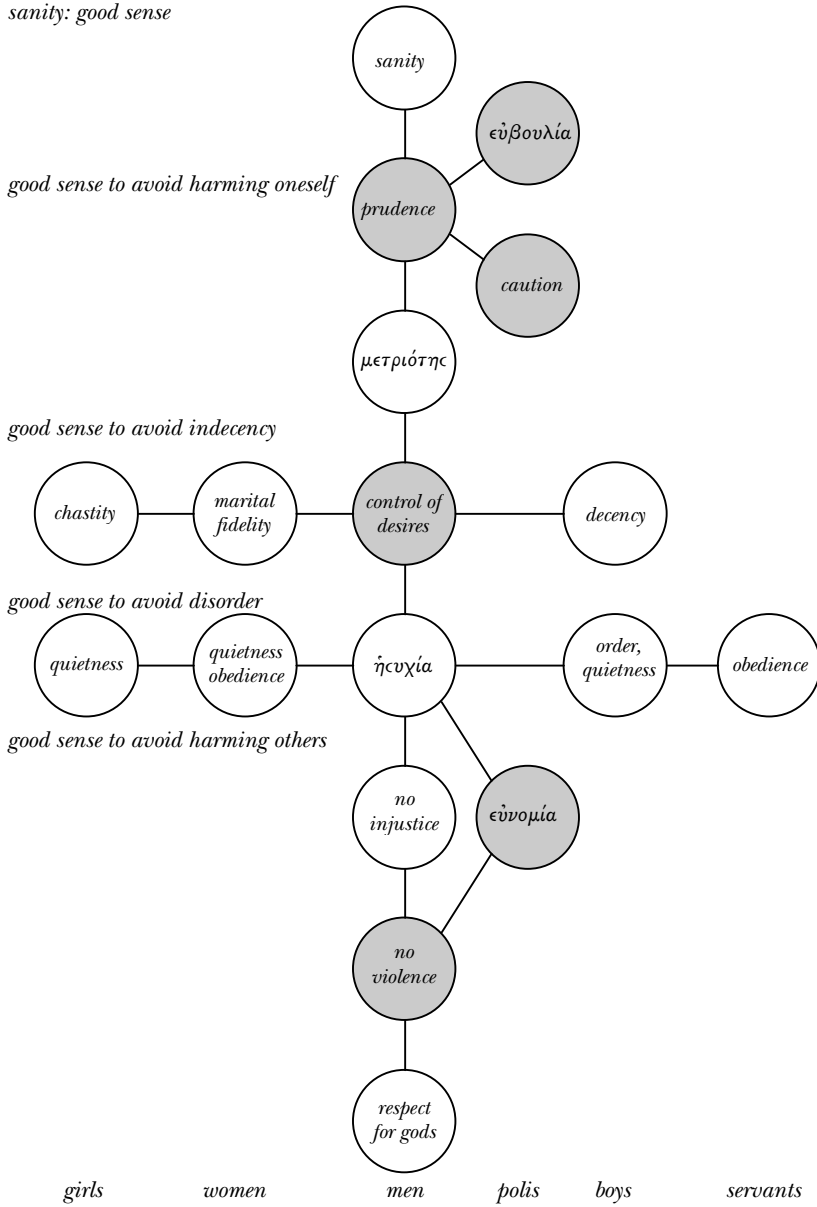 sanity: good sense
sanity
εὐβουλία
good sense to avoid harming oneself
prudence
caution
μετριότηϲ
good sense to avoid indecency
chastity
marital
fidelity
control of
desires
decency
good sense to avoid disorder
quietness
quietness
obedience
ἡϲυχία
order,
quietness
obedience
good sense to avoid harming others
no
injustice
εὐνομία
no
violence
respect
for gods
girls women men polis boys servants